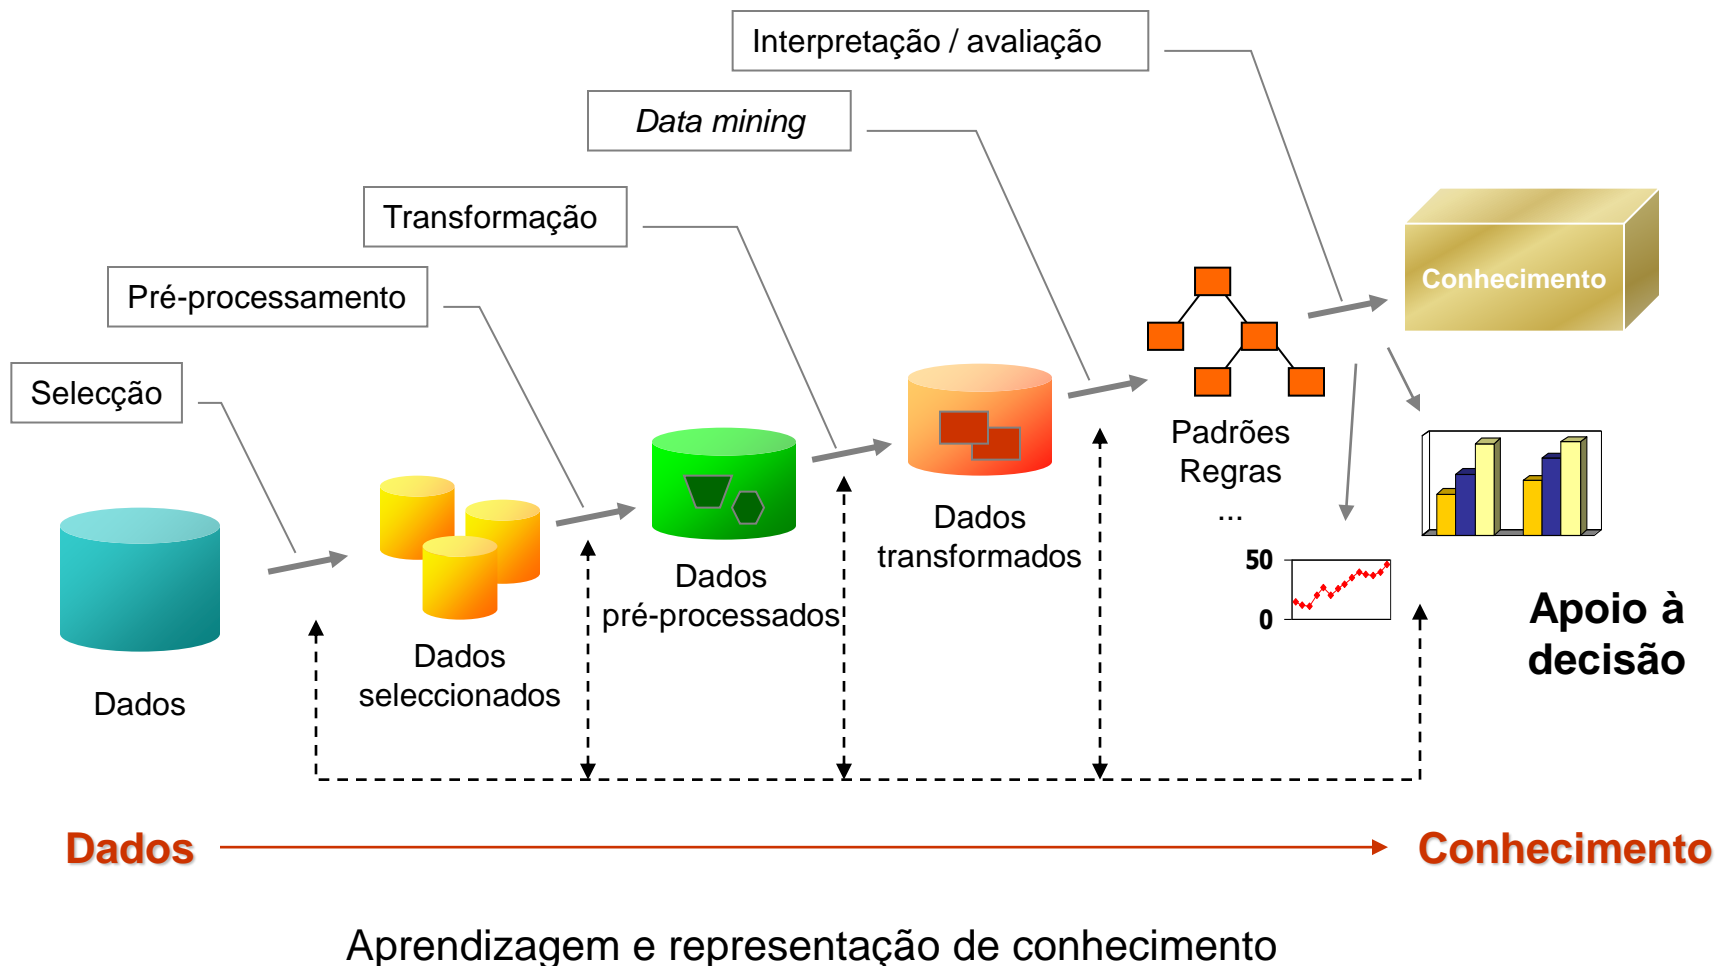 Interpretação / avaliação
Data mining
Transformação
Pré-processamento
Selecção
Conhecimento
Padrões
Regras
...
Dados
transformados
Dados
pré-processados
Dados
seleccionados
Dados
50
0
Apoio à
decisão
Dados
Conhecimento
Aprendizagem e representação de conhecimento